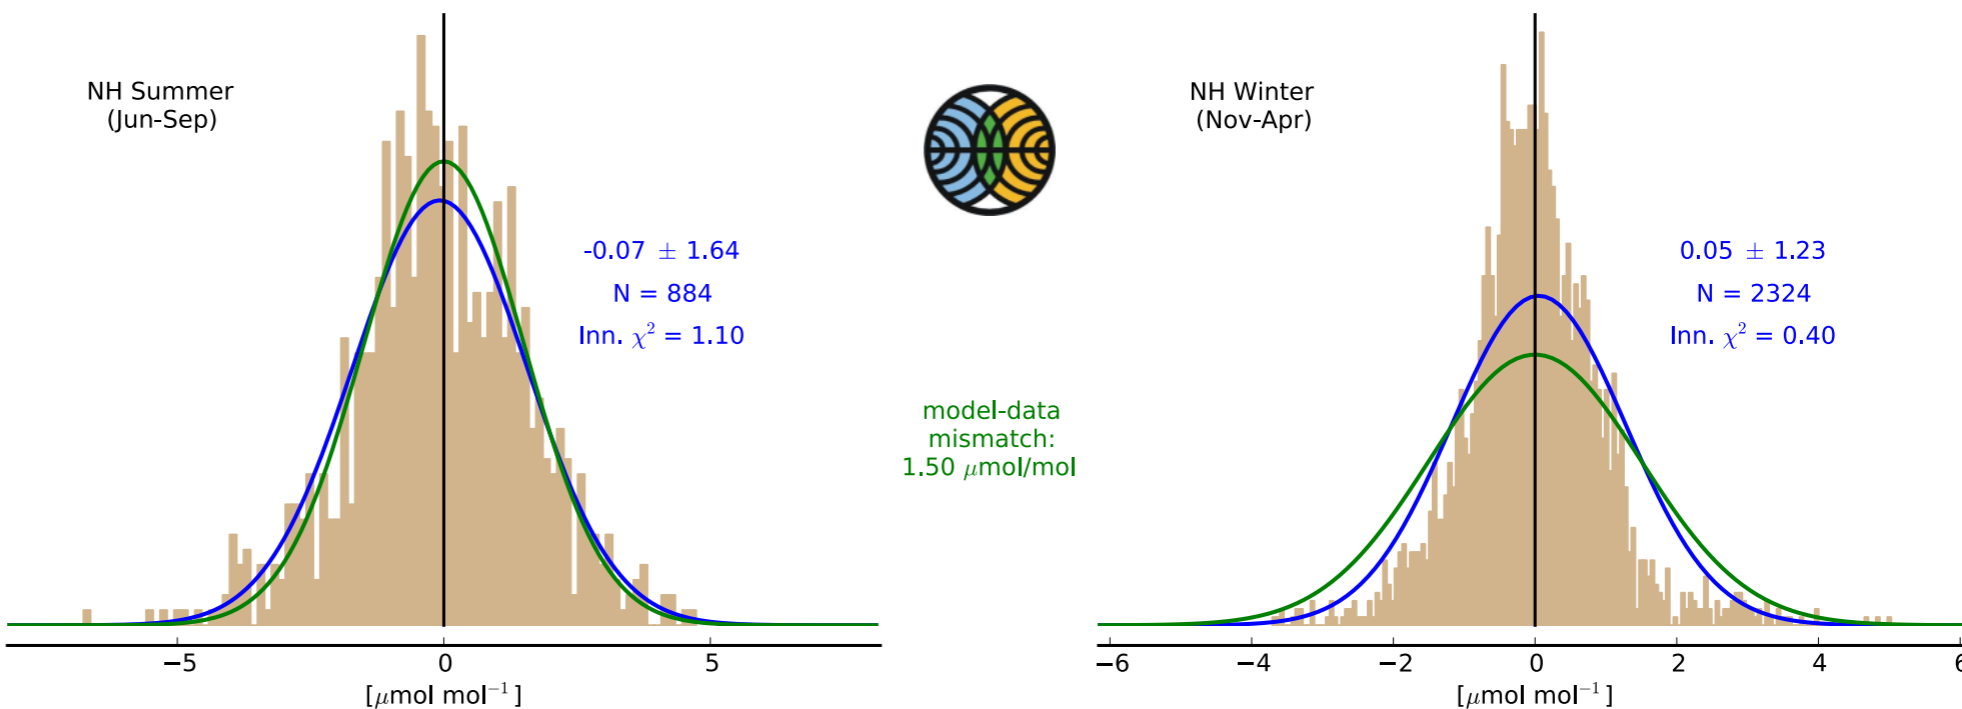 NH Summer
(Jun-Sep)
-0.07 ± 1.64
N = 884
Inn. χ² = 1.10
−5 0 5
[μmol mol⁻¹]
model-data
mismatch:
1.50 μmol/mol
NH Winter
(Nov-Apr)
0.05 ± 1.23
N = 2324
Inn. χ² = 0.40
−6 −4 −2 0 2 4 6
[μmol mol⁻¹]